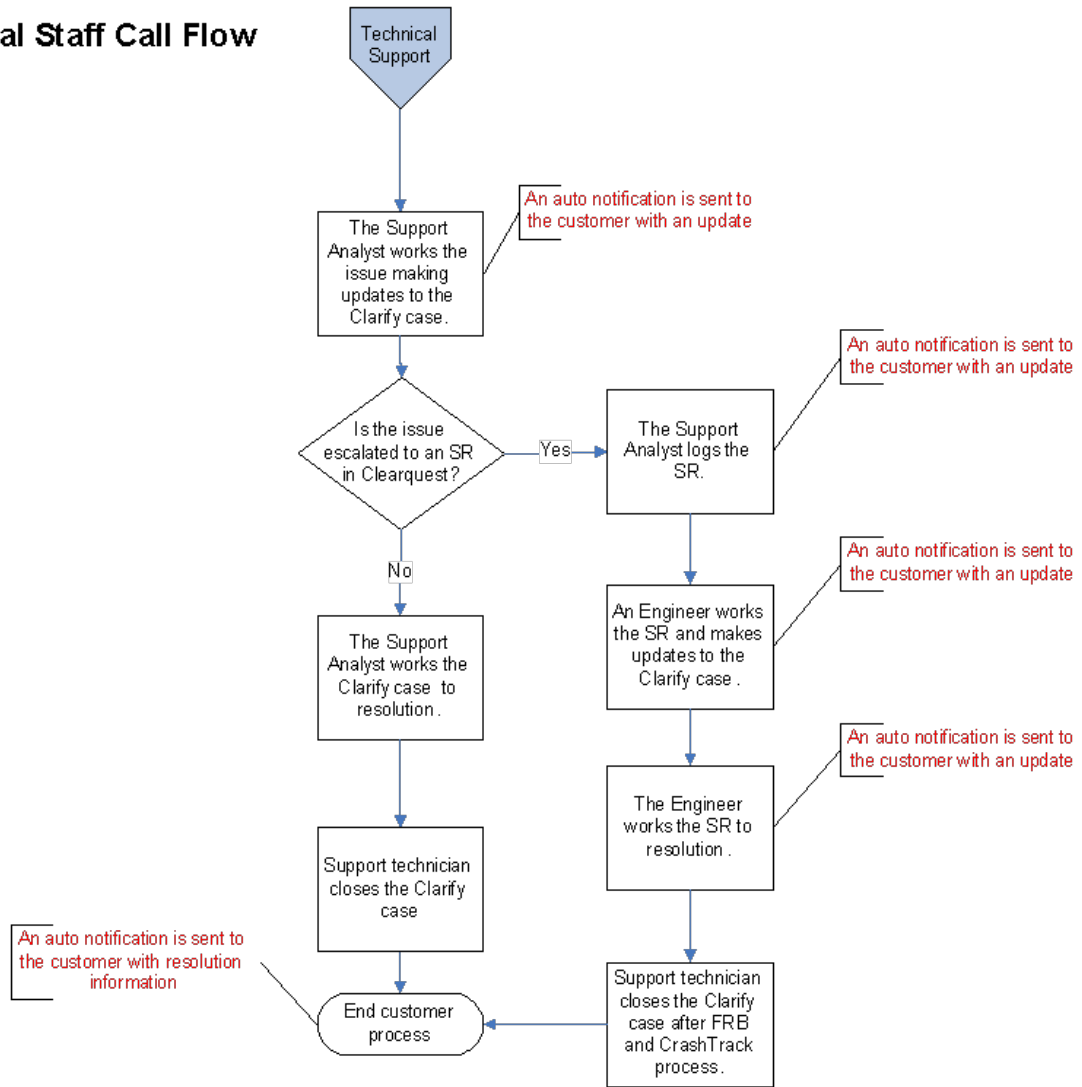 al Staff Call Flow
Technical
Support
An auto notification is sent to
the customer with an update
The Support
Analyst works the
issue making
updates to the
Clarify case.
An auto notification is sent to
the customer with an update
Is the issue
escalated to an SR
in Clearquest?
Yes
The Support
Analyst logs the
SR.
No
An auto notification is sent to
the customer with an update
An Engineer works
the SR and makes
updates to the
Clarify case .
The Support
Analyst works the
Clarify case to
resolution .
An auto notification is sent to
the customer with an update
The Engineer
works the SR to
resolution .
Support technician
closes the Clarify
case
An auto notification is sent to
the customer with resolution
information
Support technician
closes the Clarify
case after FRB
and CrashTrack
process.
End customer
process